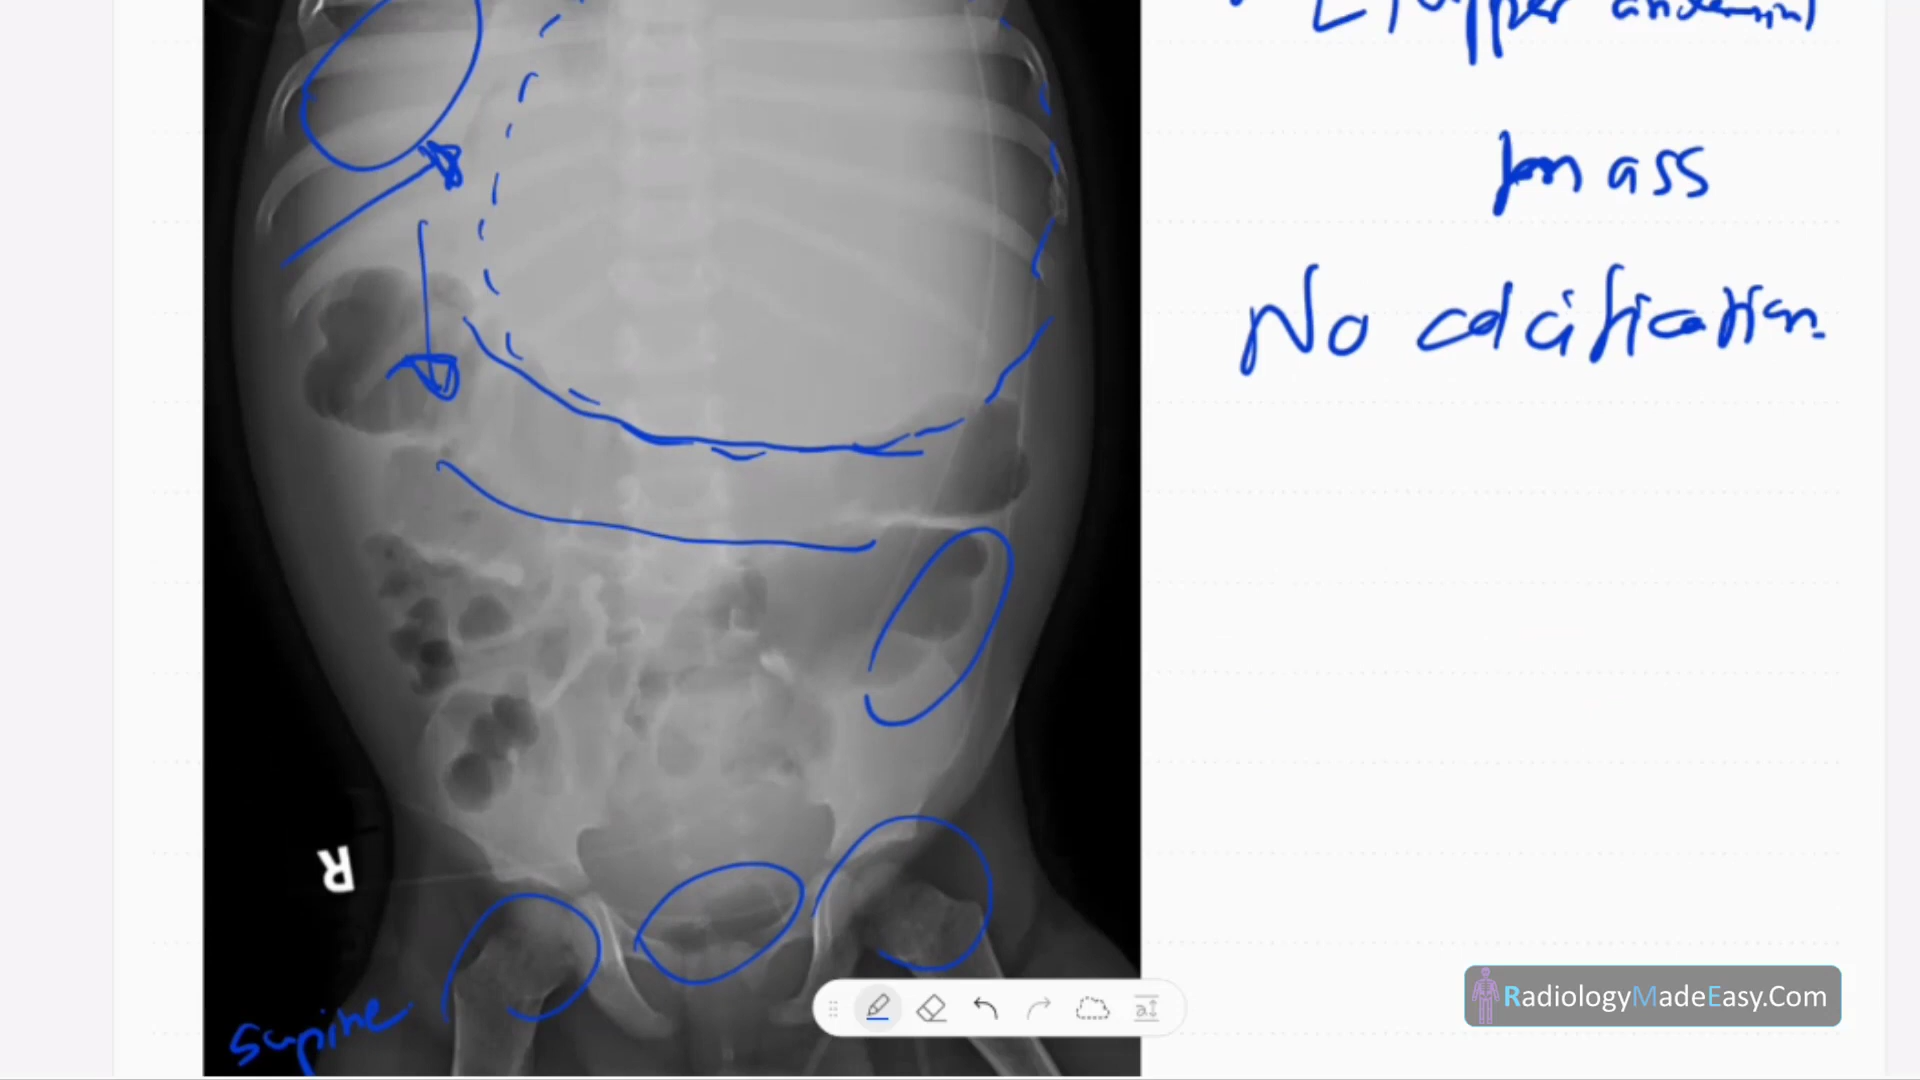 mass
No calcification.
R
supine
RadiologyMadeEasy.Com